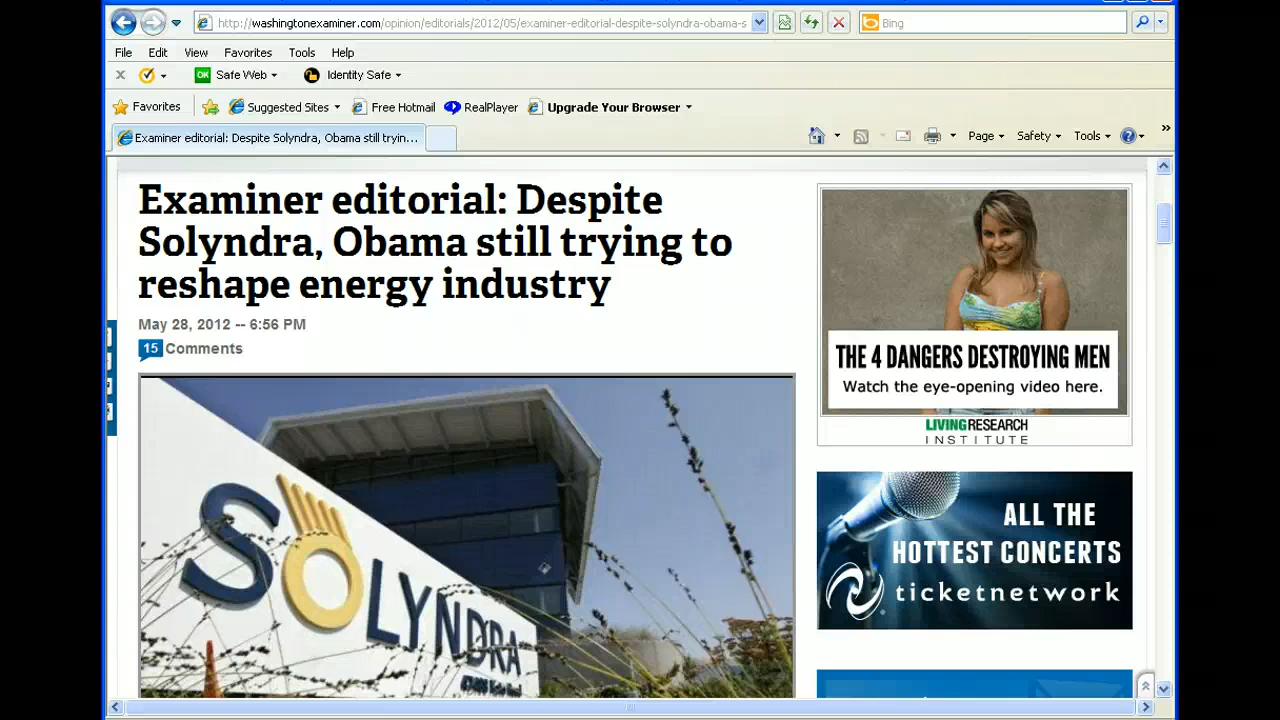 http://washingtonexaminer.com/opinion/editorials/2012/05/examiner-editorial-despite-solyndra-obama-s
Bing
File Edit View Favorites Tools Help
x OK Safe Web Identity Safe
Favorites Suggested Sites Free Hotmail RealPlayer Upgrade Your Browser
Examiner editorial: Despite Solyndra, Obama still tryin...
Page Safety Tools »
Examiner editorial: Despite
Solyndra, Obama still trying to
reshape energy industry
May 28, 2012 -- 6:56 PM
15 Comments
SOLYNDRA
THE 4 DANGERS DESTROYING MEN
Watch the eye-opening video here.
LIVINGRESEARCH
INSTITUTE
ALL THE
HOTTEST CONCERTS
ticketnetwork